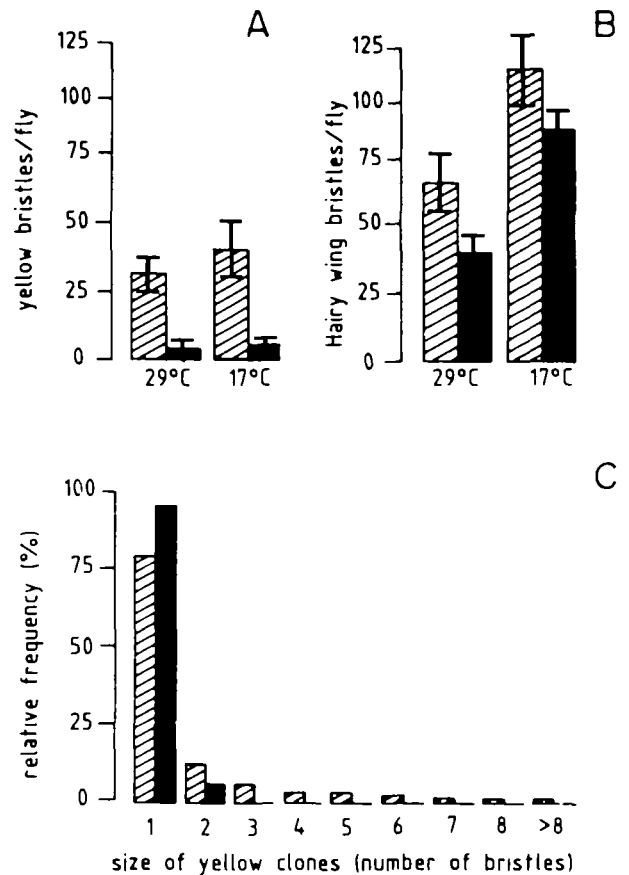 A
125
100
75
50
25
0
yellow bristles/fly
29°C 17°C
B
125
100
75
50
25
0
Hairy wing bristles/fly
29°C 17°C
C
100
75
50
25
0
relative frequency (%)
1 2 3 4 5 6 7 8 >8
size of yellow clones (number of bristles)